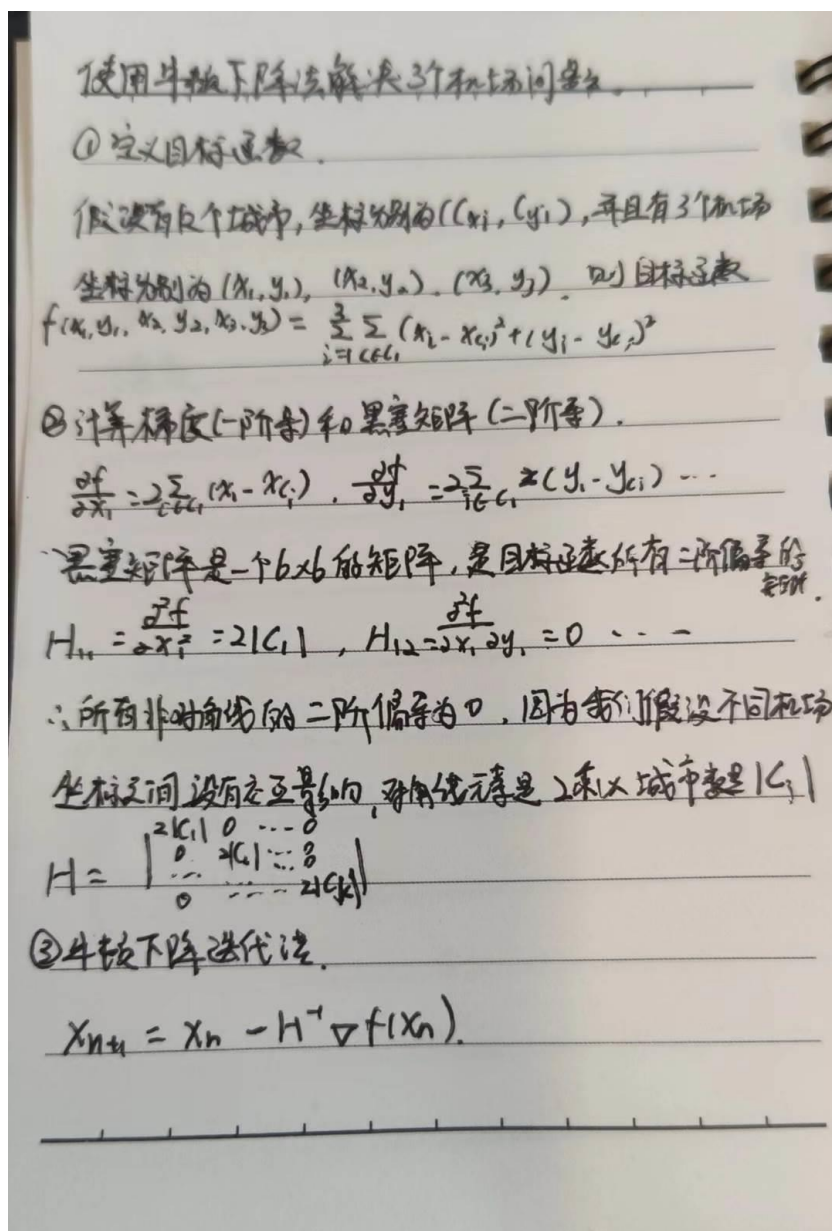 使用牛顿下降法解决3个机场问题。
① 定义目标函数.
假设有k个城市,坐标分别为((xi, (yi),并且有3个机场
坐标分别为 (x₁,y₁), (x₂,y₂), (x₃,y₃). 则目标函数
f(x₁,y₁,x₂,y₂,x₃,y₃) = Σ_{i=1}^{3} Σ_{c∈Ci} (xi - xci)² + (yi - yci)²
② 计算梯度(一阶导)和黑塞矩阵(二阶导).
∂f/∂x₁ = 2Σ_{c∈C₁} (x₁ - xci) . ∂f/∂y₁ = 2Σ_{i∈C₁} 2(y₁ - yci) …
∵黑塞矩阵是一个6×6的矩阵,是目标函数所有二阶偏导的
H₁₁ = ∂²f/∂x₁² = 2|C₁| , H₁₂ = ∂²f/∂x₁∂y₁ = 0 …
∴所有非对角线的二阶偏导为0,因为我们假设不同机场
坐标之间没有交互影响,对角线元素是2乘以城市数量|Ci|
2|C₁| 0 … 0
0 2|C₁| … 0
H =
0 … 2|C₃|
③牛顿下降迭代法.
Xn+1 = Xn - H⁻¹∇f(Xn).